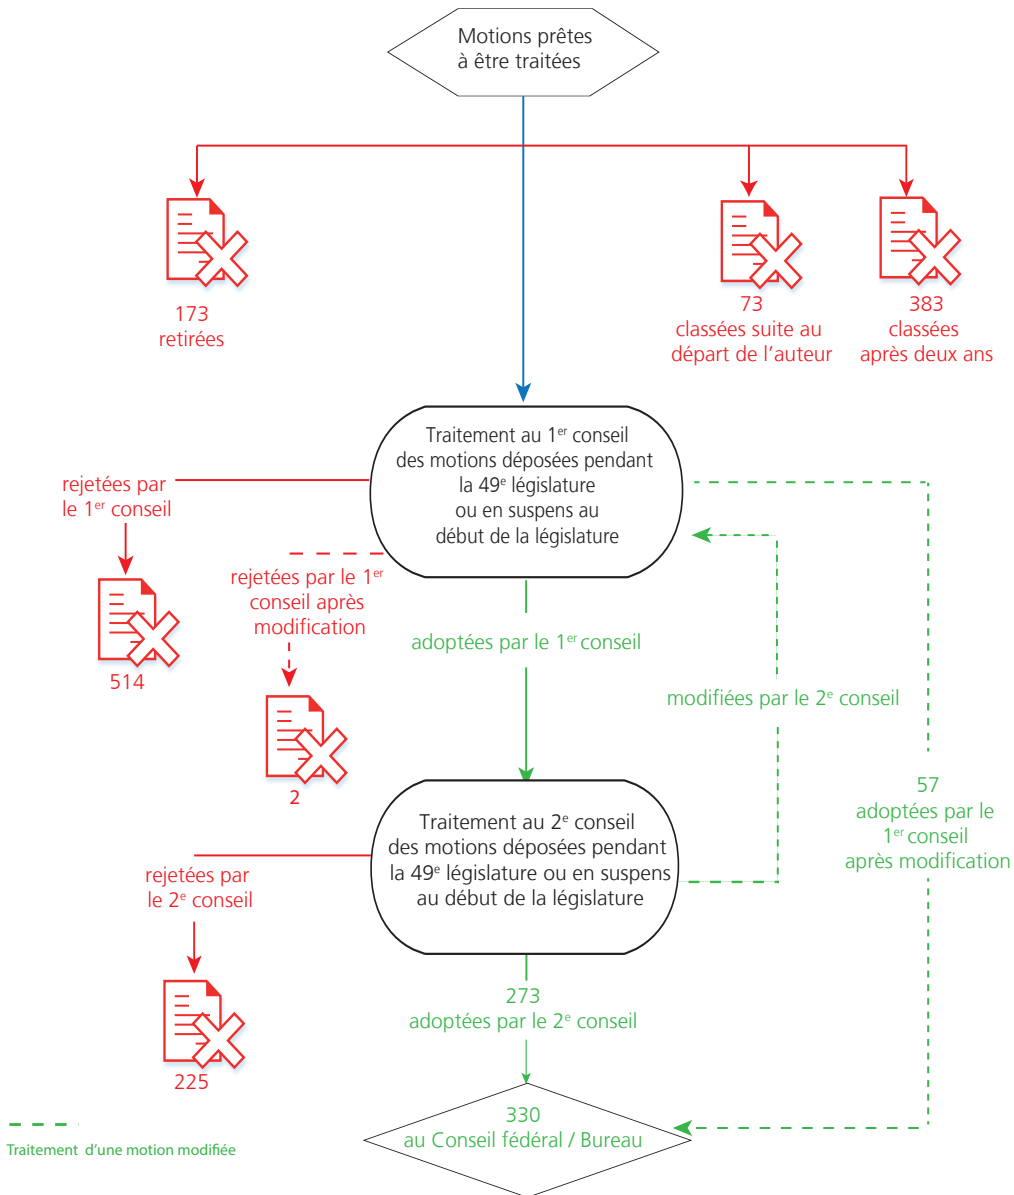 Motions prêtes
à être traitées
173
retirées
73
classées suite au
départ de l’auteur
383
classées
après deux ans
Traitement au 1er conseil
des motions déposées pendant
la 49e législature
ou en suspens au
début de la législature
rejetées par
le 1er conseil
514
rejetées par le 1er
conseil après
modification
2
adoptées par le 1er conseil
modifiées par le 2e conseil
57
adoptées par le
1er conseil
après modification
Traitement au 2e conseil
des motions déposées pendant
la 49e législature ou en suspens
au début de la législature
rejetées par
le 2e conseil
225
273
adoptées par le 2e conseil
330
au Conseil fédéral / Bureau
Traitement d’une motion modifiée